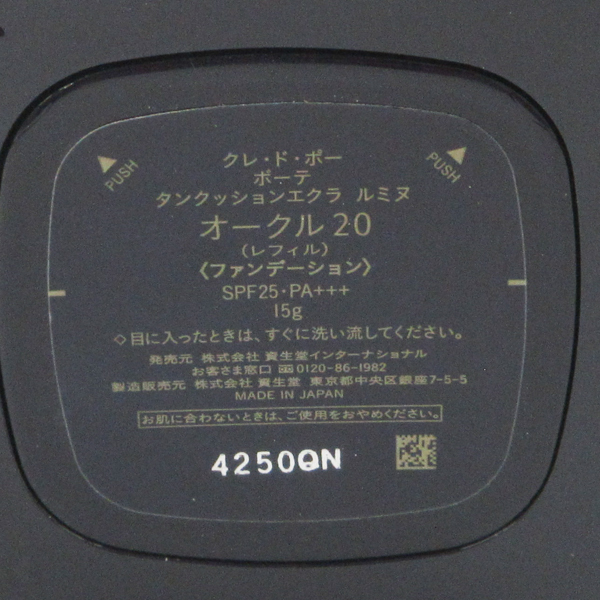 PUSH
PUSH
クレ・ド・ポー
ボーテ
タンクッションエクラ ルミヌ
オークル20
(レフィル)
〈ファンデーション〉
SPF25・PA+++
15g
◇目に入ったときは、すぐに洗い流してください。
発売元 株式会社 資生堂インターナショナル
お客さま窓口 0120-86-1982
製造販売元 株式会社 資生堂 東京都中央区銀座7-5-5
MADE IN JAPAN
お肌に合わないときは、ご使用をおやめください。
4250QN